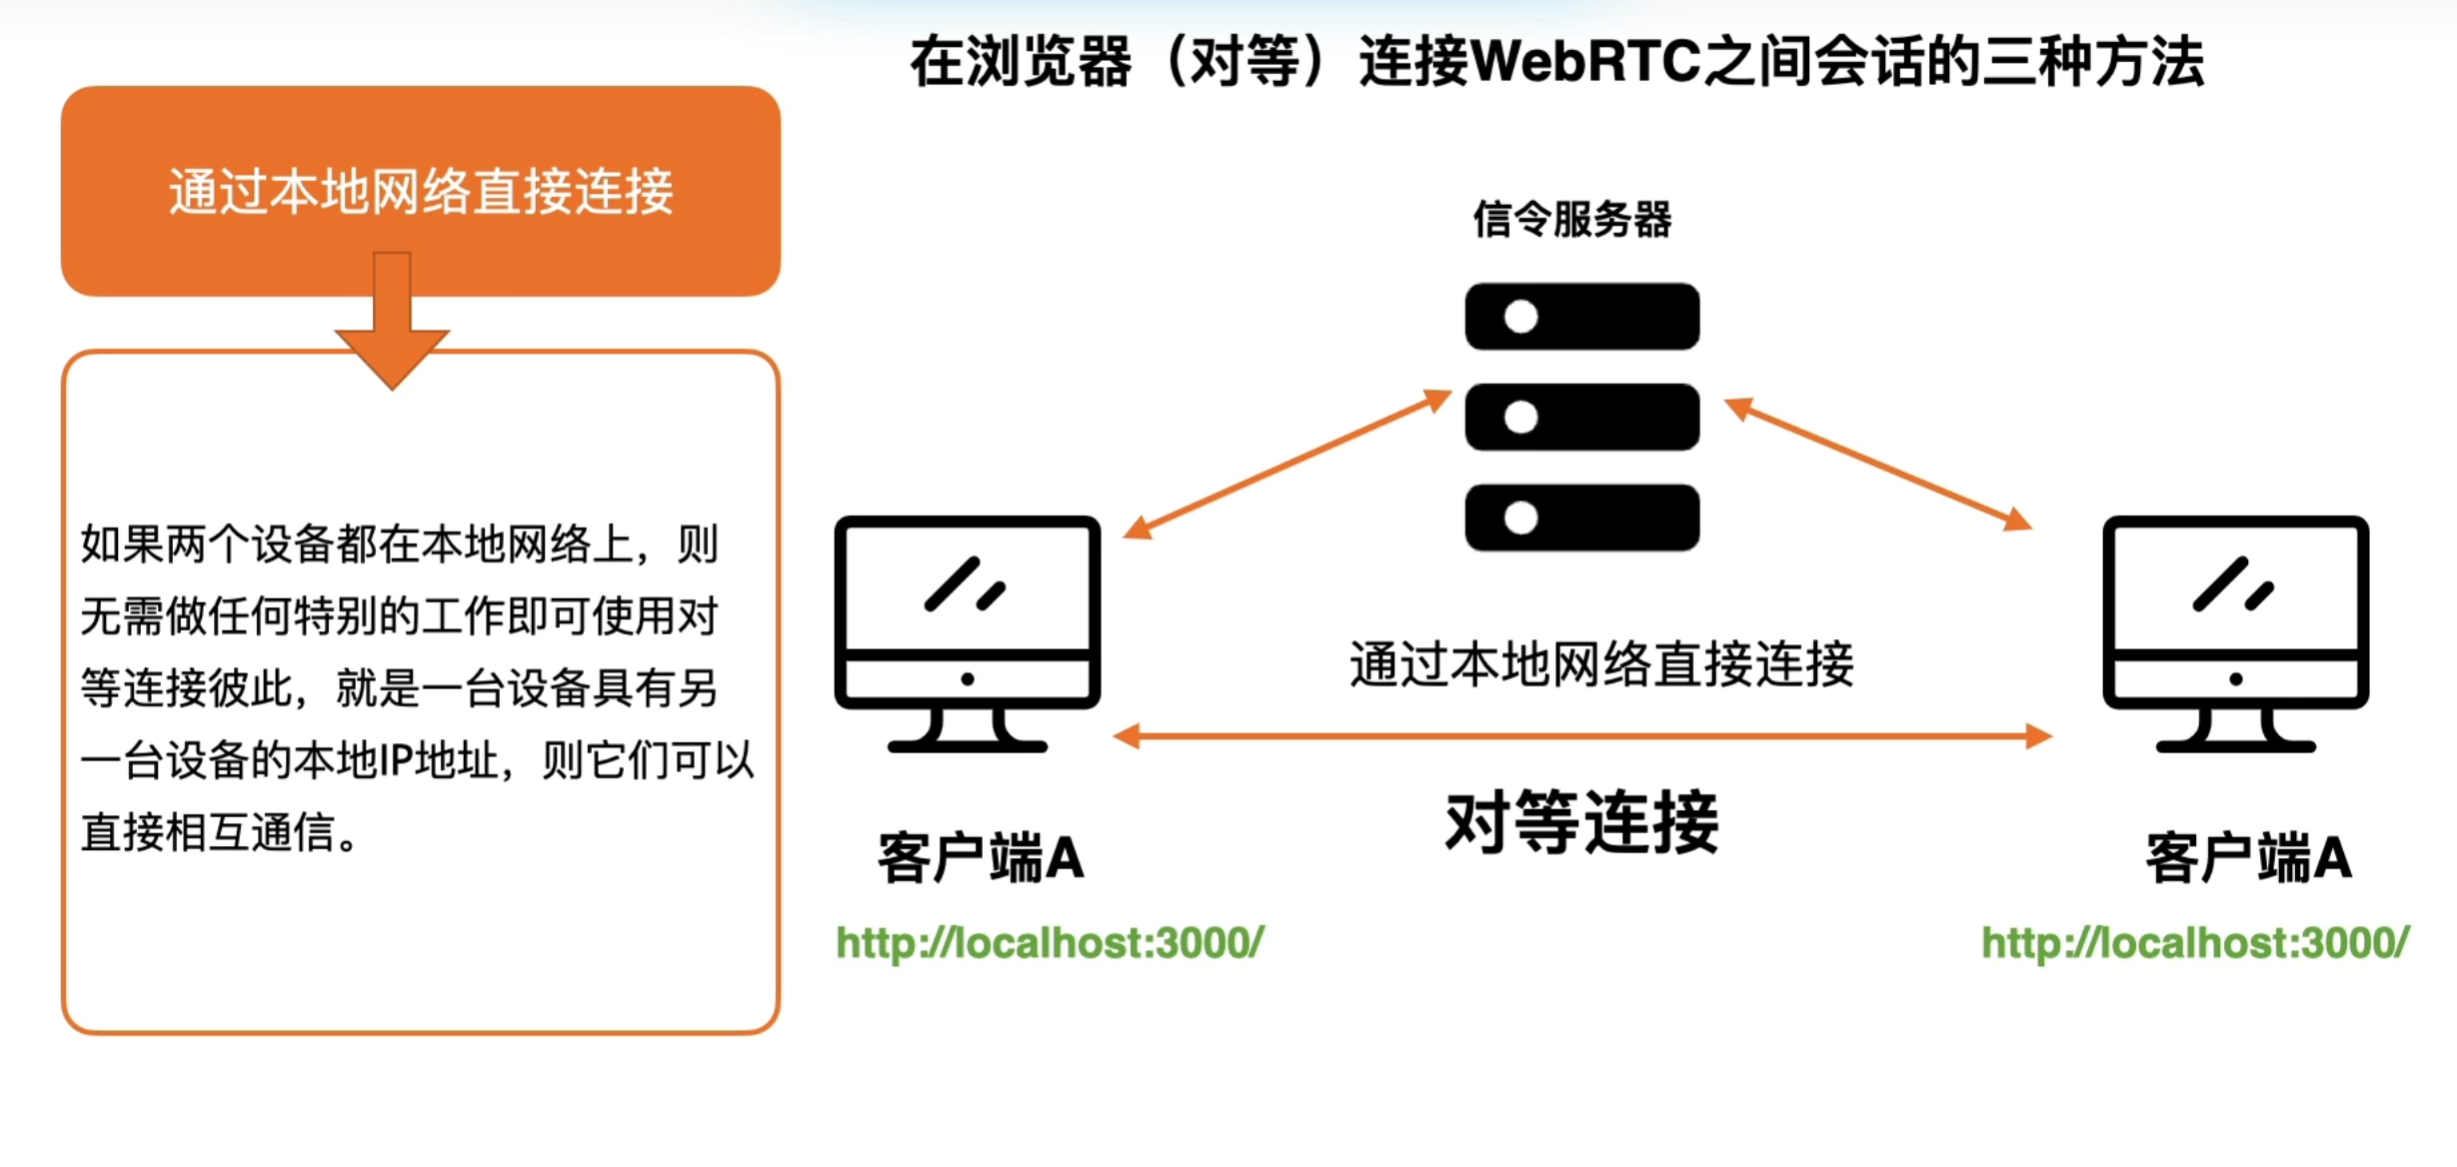 在浏览器（对等）连接WebRTC之间会话的三种方法
通过本地网络直接连接
如果两个设备都在本地网络上，则
无需做任何特别的工作即可使用对
等连接彼此，就是一台设备具有另
一台设备的本地IP地址，则它们可以
直接相互通信。
信令服务器
通过本地网络直接连接
对等连接
客户端A
http://localhost:3000/
客户端A
http://localhost:3000/